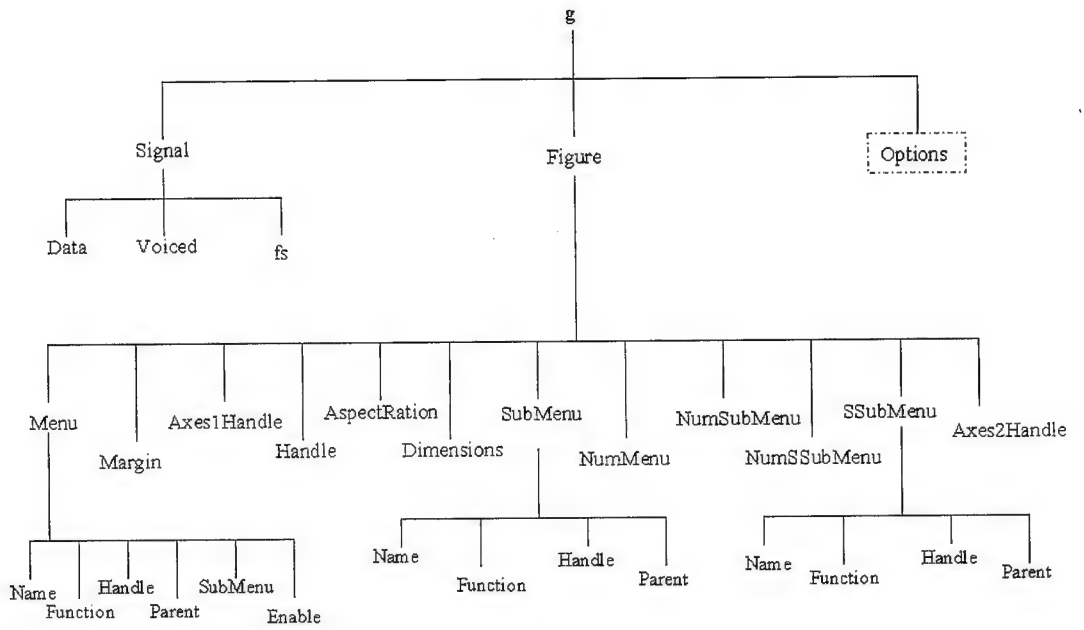 g
Signal
Figure
Options
Data
Voiced
fs
Menu
Margin
Axes1Handle
Handle
AspectRation
Dimensions
SubMenu
NumMenu
NumSubMenu
NumSSubMenu
SSubMenu
Axes2Handle
Name
Function
Handle
Parent
SubMenu
Enable
Name
Function
Handle
Parent
Name
Function
Handle
Parent